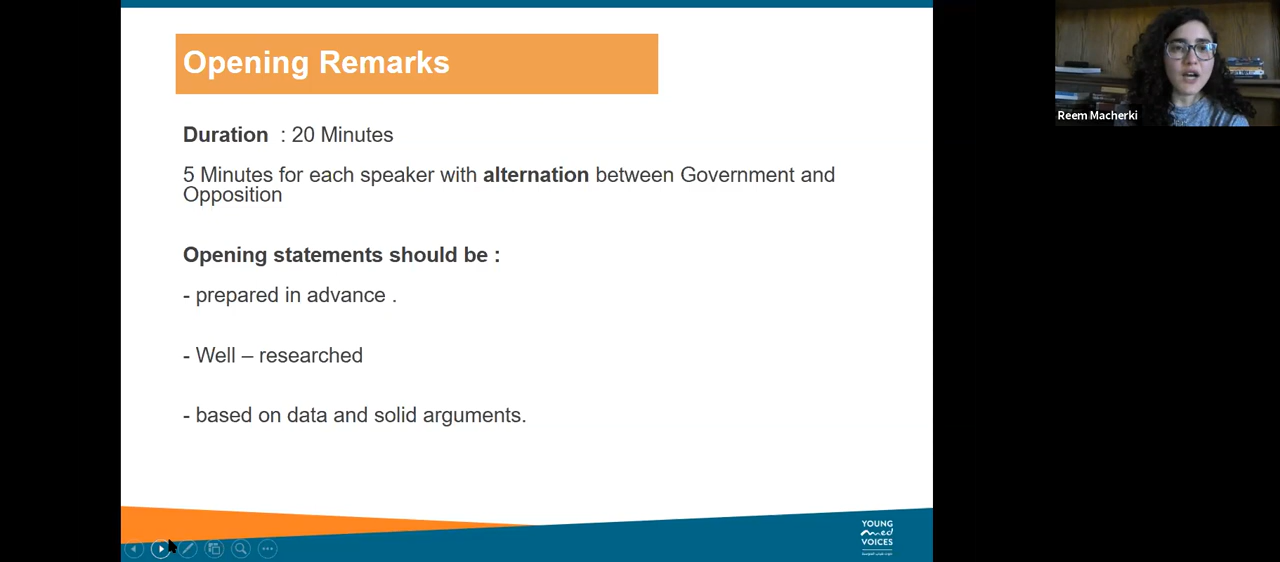 Opening Remarks
Duration : 20 Minutes
5 Minutes for each speaker with alternation between Government and
Opposition
Opening statements should be :
- prepared in advance .
- Well – researched
- based on data and solid arguments.
YOUNG
med
VOICES
Reem Macherki